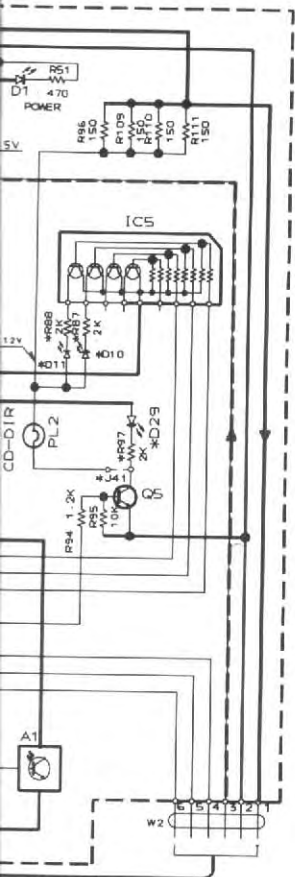 R51
D1
470
POWER
5V
R96
150
R109
150
R110
150
R111
150
IC5
*R88
2K
*R87
2K
12V
*D11
*D10
CD-DIR
PL2
*D29
*R97
2K
*J41
Q5
R94
1.2K
R95
10K
A1
6 5 4 3 2 1
W2